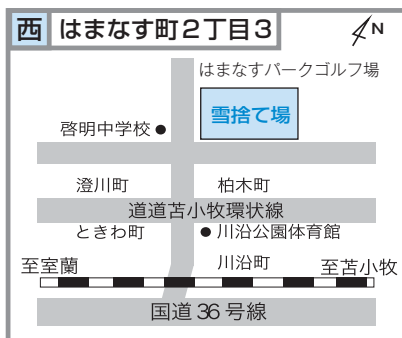 西 はまなす町2丁目3
N
はまなすパークゴルフ場
雪捨て場
啓明中学校
澄川町 柏木町
道道苫小牧環状線
ときわ町 川沿公園体育館
至室蘭 川沿町 至苫小牧
国道36号線